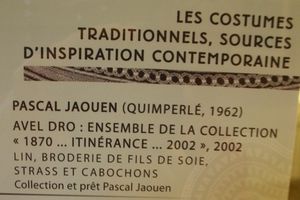 LES COSTUMES
TRADITIONNELS, SOURCES
D'INSPIRATION CONTEMPORAINE
PASCAL JAOUEN (QUIMPERLÉ, 1962)
AVEL DRO : ENSEMBLE DE LA COLLECTION
« 1870 ... ITINÉRANCE ... 2002 », 2002
LIN, BRODERIE DE FILS DE SOIE,
STRASS ET CABOCHONS
Collection et prêt Pascal Jaouen